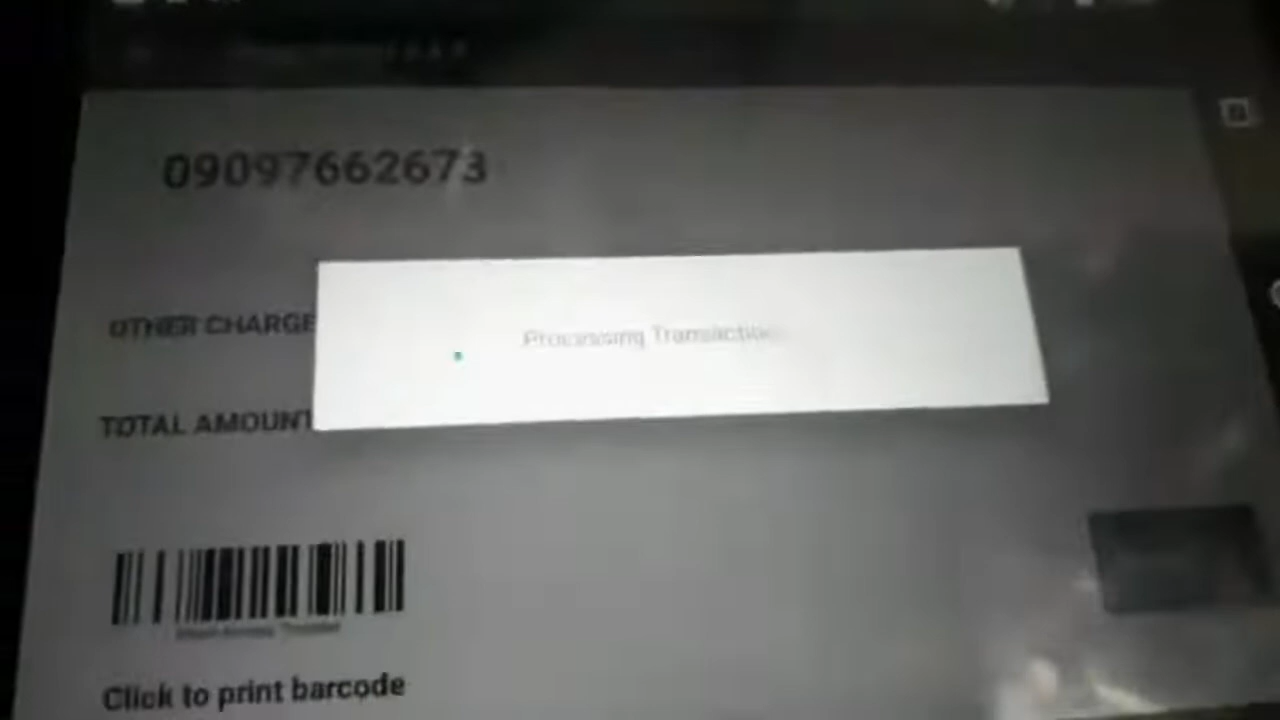 09097662673
OTHER CHARGE
Processing Transaction
TOTAL AMOUNT
Click to print barcode